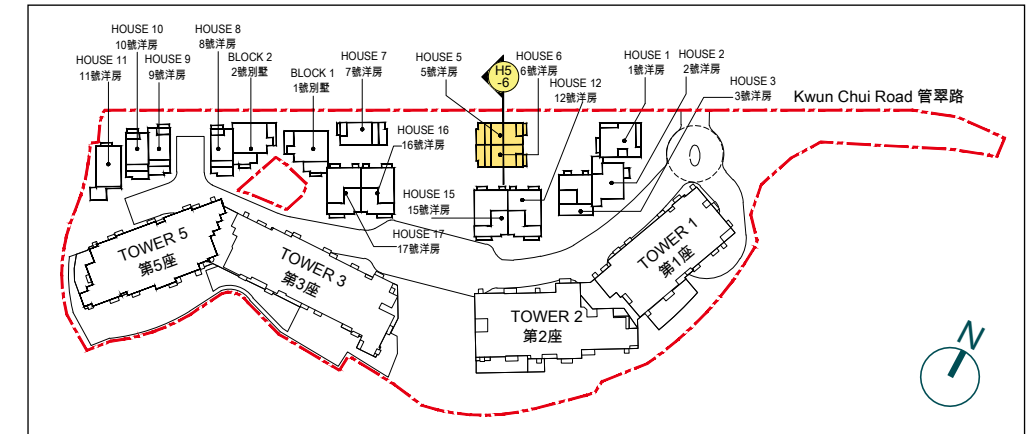 HOUSE 10
10號洋房
HOUSE 8
8號洋房
HOUSE 11
11號洋房
HOUSE 9
9號洋房
BLOCK 2
2號別墅
BLOCK 1
1號別墅
HOUSE 7
7號洋房
HOUSE 5
5號洋房
H5
-6
HOUSE 6
6號洋房
HOUSE 12
12號洋房
HOUSE 1
1號洋房
HOUSE 2
2號洋房
HOUSE 3
3號洋房
Kwun Chui Road 管翠路
HOUSE 16
16號洋房
HOUSE 15
15號洋房
HOUSE 17
17號洋房
TOWER 5
第5座
TOWER 3
第3座
TOWER 2
第2座
TOWER 1
第1座
N